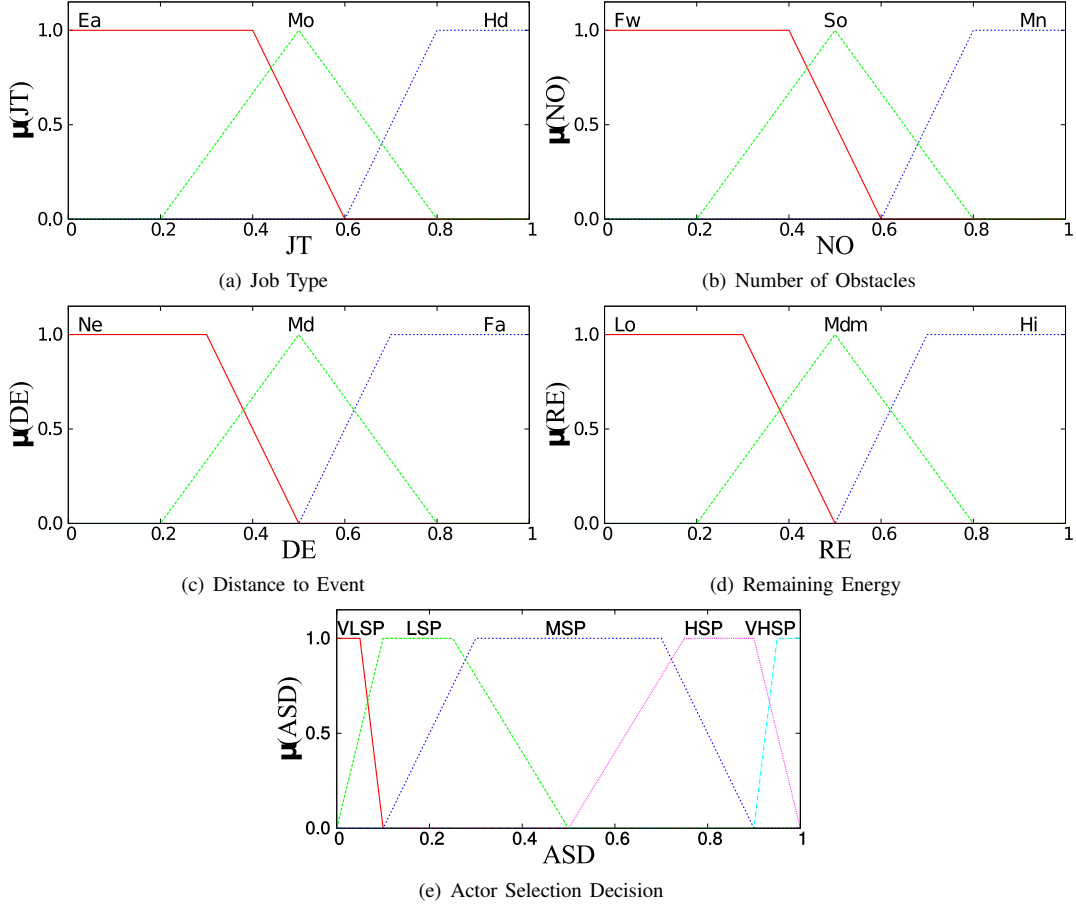 Ea Mo Hd
1.0
0.5
0.0
μ(JT)
0 0.2 0.4 0.6 0.8 1
JT
(a) Job Type
Fw So Mn
1.0
0.5
0.0
μ(NO)
0 0.2 0.4 0.6 0.8 1
NO
(b) Number of Obstacles
Ne Md Fa
1.0
0.5
0.0
μ(DE)
0 0.2 0.4 0.6 0.8 1
DE
(c) Distance to Event
Lo Mdm Hi
1.0
0.5
0.0
μ(RE)
0 0.2 0.4 0.6 0.8 1
RE
(d) Remaining Energy
VLSP LSP MSP HSP VHSP
1.0
0.5
0.0
μ(ASD)
0 0.2 0.4 0.6 0.8 1
ASD
(e) Actor Selection Decision